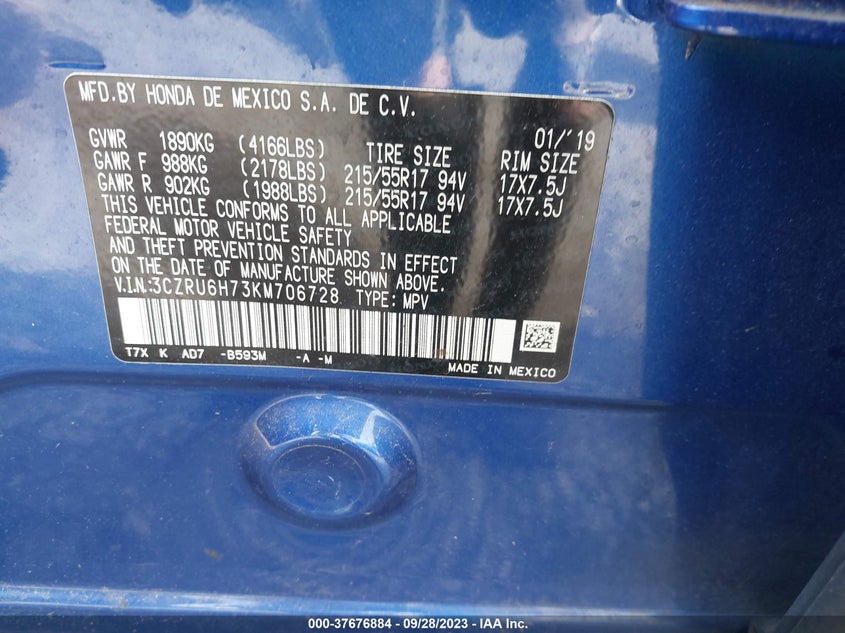 MFD.BY HONDA DE MEXICO S.A. DE C.V.
01/'19
GVWR 1890KG (4166LBS) TIRE SIZE RIM SIZE
GAWR F 988KG (2178LBS) 215/55R17 94V 17X7.5J
GAWR R 902KG (1988LBS) 215/55R17 94V 17X7.5J
THIS VEHICLE CONFORMS TO ALL APPLICABLE
FEDERAL MOTOR VEHICLE SAFETY
AND THEFT PREVENTION STANDARDS IN EFFECT
ON THE DATE OF MANUFACTURE SHOWN ABOVE.
V.I.N:3CZRU6H73KM706728 TYPE: MPV
T7X K AD7 -B593M -A -M
MADE IN MEXICO
000-37676884 / 09/28/2023 / IAA Inc.